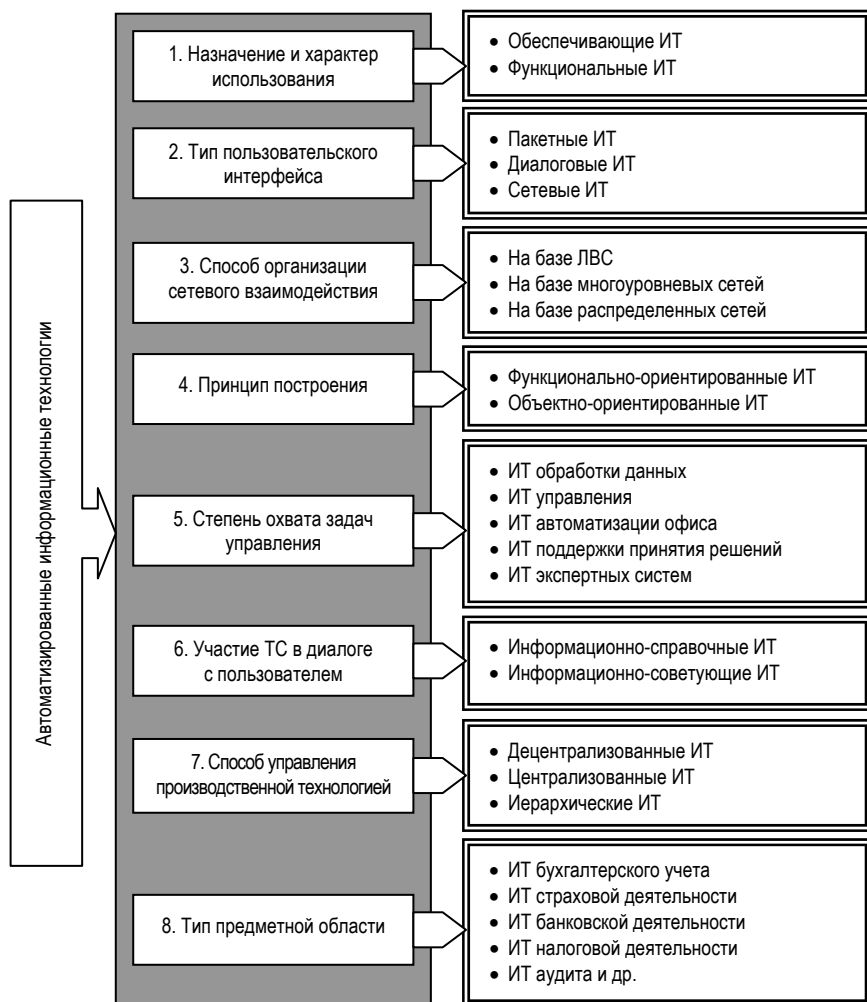 Автоматизированные информационные технологии
1. Назначение и характер
использования
• Обеспечивающие ИТ
• Функциональные ИТ
2. Тип пользовательского
интерфейса
• Пакетные ИТ
• Диалоговые ИТ
• Сетевые ИТ
3. Способ организации
сетевого взаимодействия
• На базе ЛВС
• На базе многоуровневых сетей
• На базе распределенных сетей
4. Принцип построения
• Функционально-ориентированные ИТ
• Объектно-ориентированные ИТ
5. Степень охвата задач
управления
• ИТ обработки данных
• ИТ управления
• ИТ автоматизации офиса
• ИТ поддержки принятия решений
• ИТ экспертных систем
6. Участие ТС в диалоге
с пользователем
• Информационно-справочные ИТ
• Информационно-советующие ИТ
7. Способ управления
производственной технологией
• Децентрализованные ИТ
• Централизованные ИТ
• Иерархические ИТ
8. Тип предметной области
• ИТ бухгалтерского учета
• ИТ страховой деятельности
• ИТ банковской деятельности
• ИТ налоговой деятельности
• ИТ аудита и др.